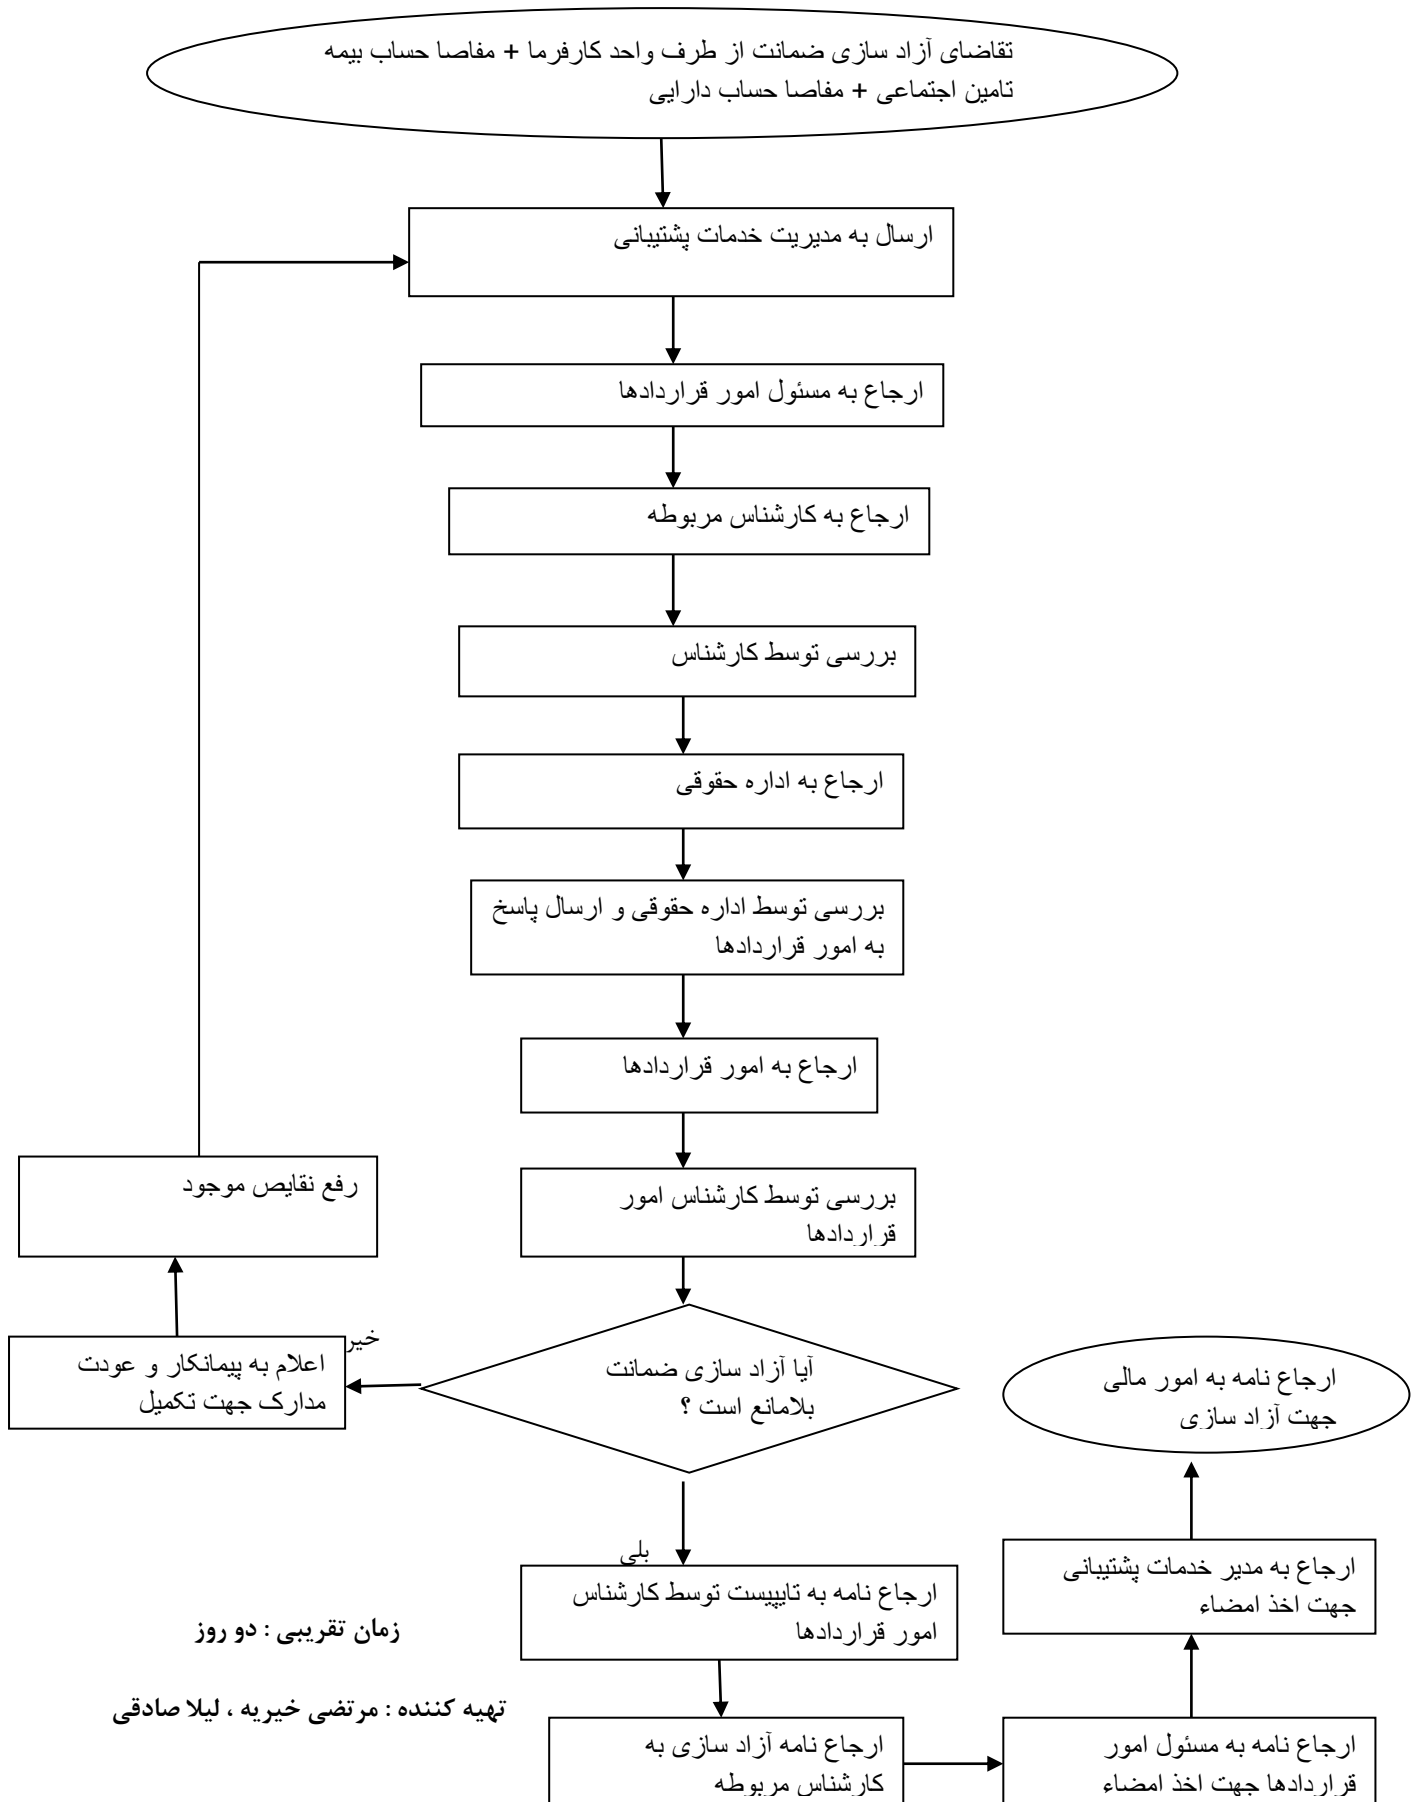 تقاضای آزاد سازی ضمانت از طرف واحد کارفرما + مفاصا حساب بیمه
تامین اجتماعی + مفاصا حساب دارایی
ارسال به مدیریت خدمات پشتیبانی
ارجاع به مسئول امور قراردادها
ارجاع به کارشناس مربوطه
بررسی توسط کارشناس
ارجاع به اداره حقوقی
بررسی توسط اداره حقوقی و ارسال پاسخ
به امور قراردادها
ارجاع به امور قراردادها
بررسی توسط کارشناس امور
قراردادها
آیا آزاد سازی ضمانت
بلامانع است ؟
خیر
اعلام به پیمانکار و عودت
مدارک جهت تکمیل
رفع نقایص موجود
بلی
ارجاع نامه به تایپیست توسط کارشناس
امور قراردادها
ارجاع نامه آزاد سازی به
کارشناس مربوطه
ارجاع نامه به مسئول امور
قراردادها جهت اخذ امضاء
ارجاع به مدیر خدمات پشتیبانی
جهت اخذ امضاء
ارجاع نامه به امور مالی
جهت آزاد سازی
زمان تقریبی : دو روز
تهیه کننده : مرتضی خیریه ، لیلا صادقی